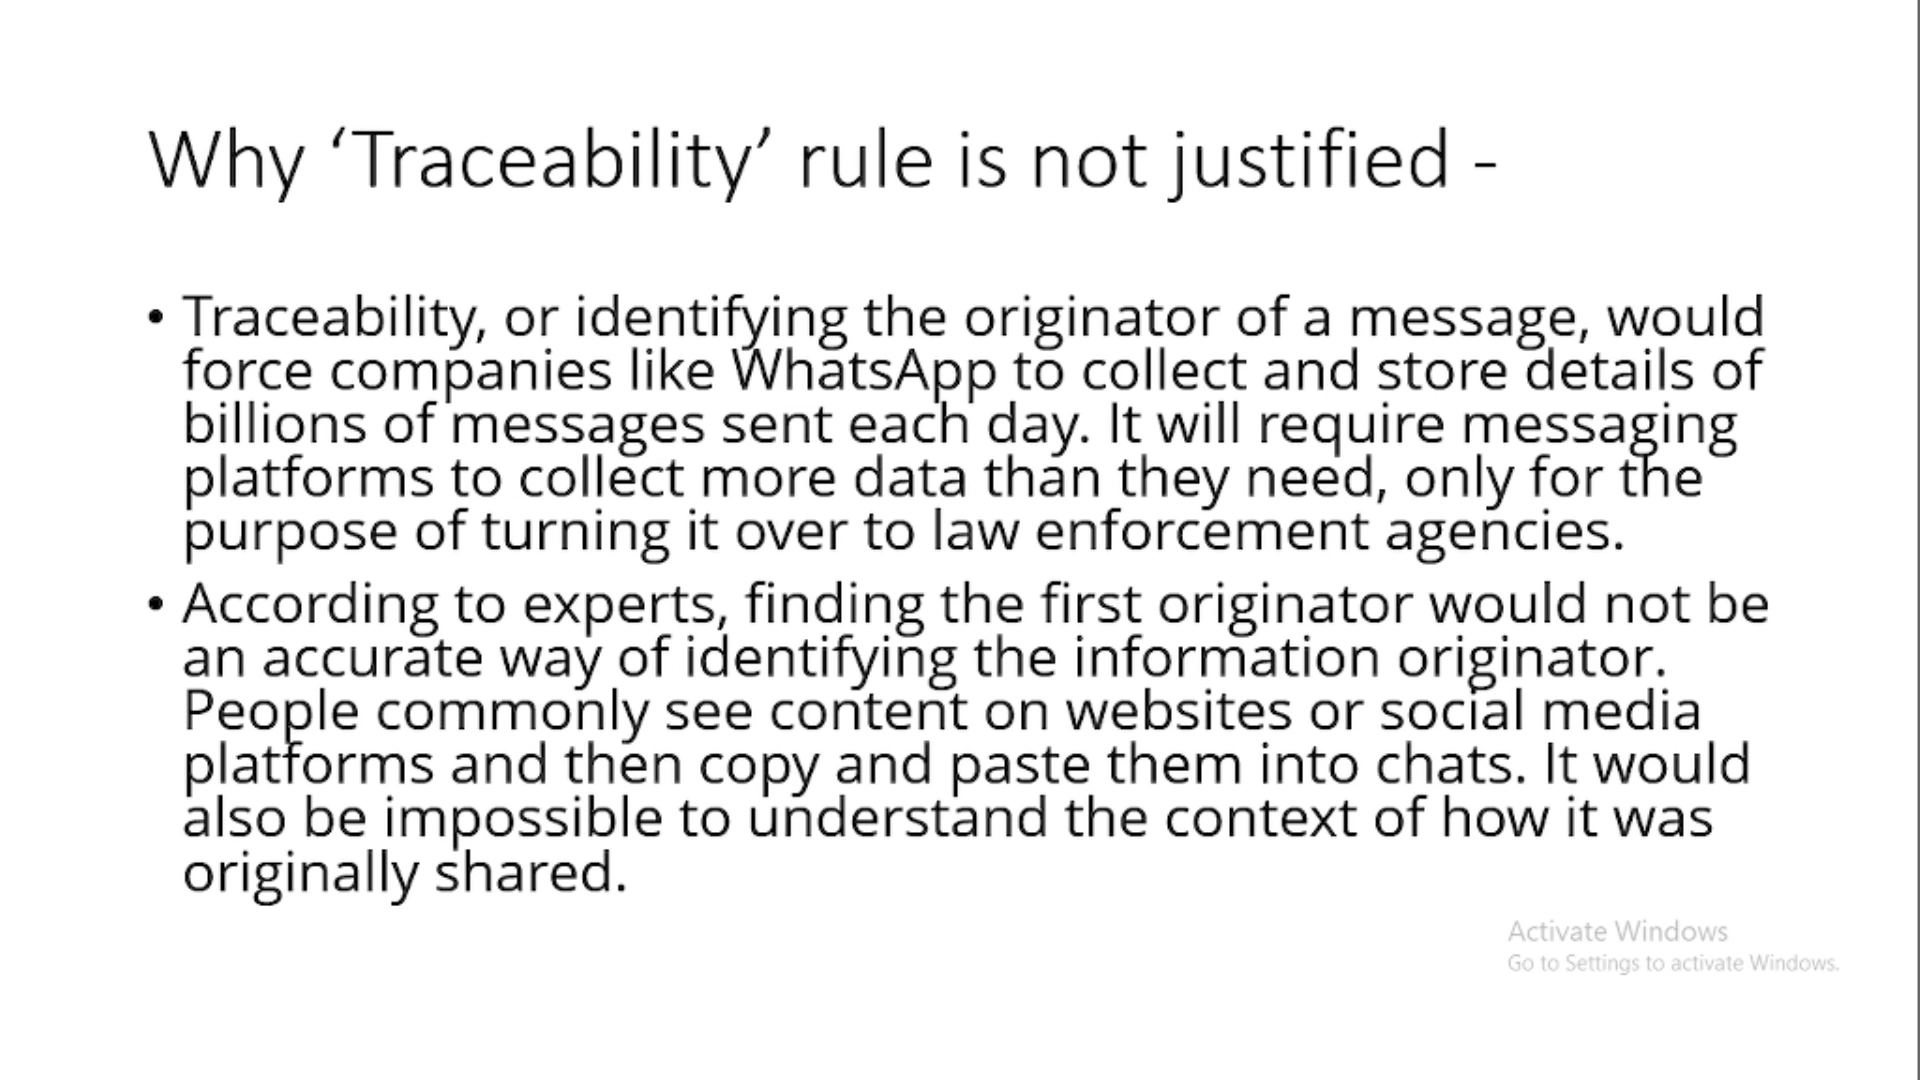 Why ‘Traceability’ rule is not justified -
• Traceability, or identifying the originator of a message, would
force companies like WhatsApp to collect and store details of
billions of messages sent each day. It will require messaging
platforms to collect more data than they need, only for the
purpose of turning it over to law enforcement agencies.
• According to experts, finding the first originator would not be
an accurate way of identifying the information originator.
People commonly see content on websites or social media
platforms and then copy and paste them into chats. It would
also be impossible to understand the context of how it was
originally shared.
Activate Windows
Go to Settings to activate Windows.